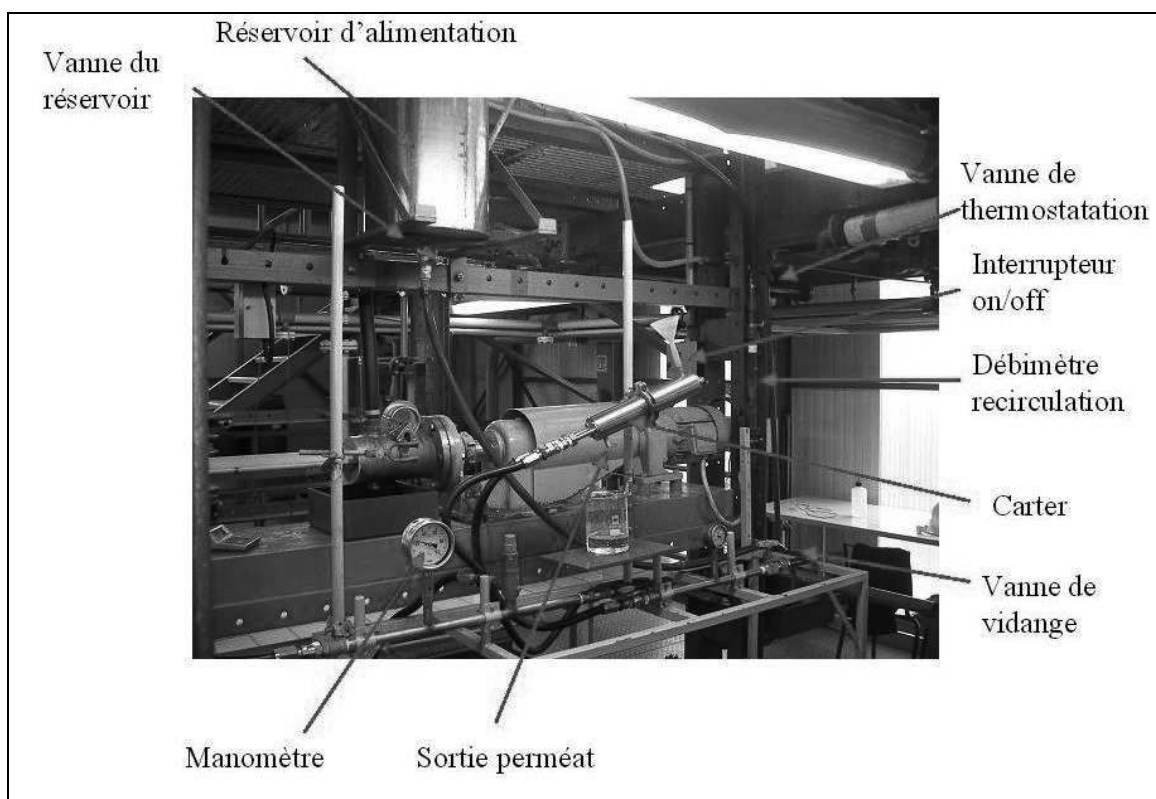 Réservoir d’alimentation
Vanne du
réservoir
Vanne de
thermostatation
Interrupteur
on/off
Débimètre
recirculation
Carter
Vanne de
vidange
Manomètre
Sortie perméat